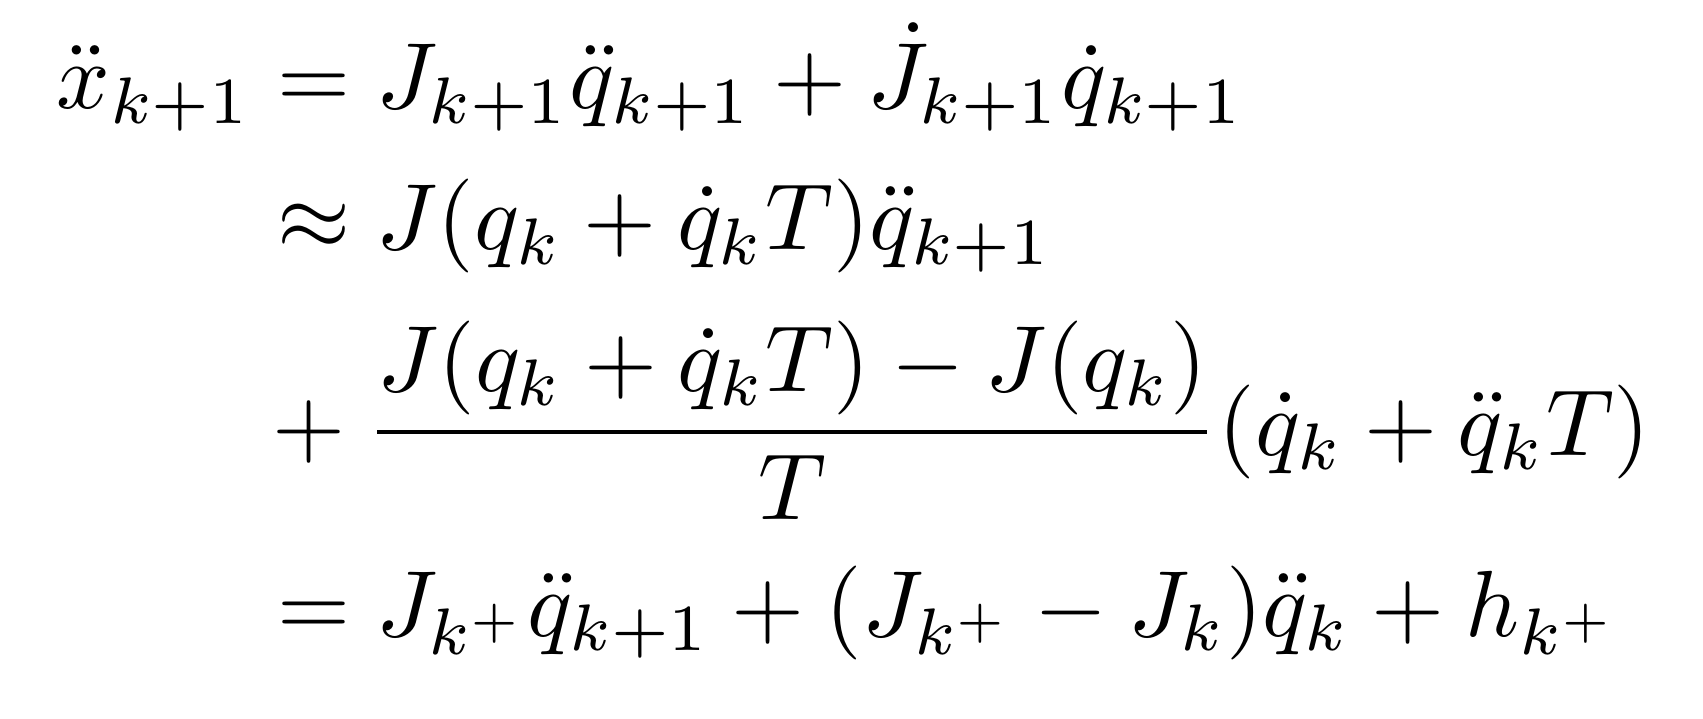 $\ddot{x}_{k+1} = J_{k+1}\ddot{q}_{k+1} + \dot{J}_{k+1}\dot{q}_{k+1}$
$\approx J(q_k + \dot{q}_k T)\ddot{q}_{k+1}$
$+ \frac{J(q_k + \dot{q}_k T) - J(q_k)}{T}(\dot{q}_k + \ddot{q}_k T)$
$= J_{k^+}\ddot{q}_{k+1} + (J_{k^+} - J_k)\ddot{q}_k + h_{k^+}$